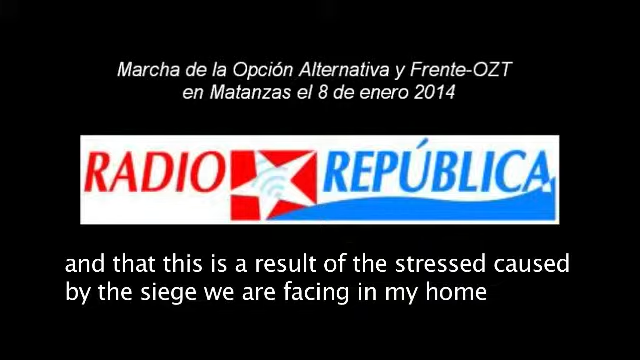 Marcha de la Opción Alternativa y Frente-OZT
en Matanzas el 8 de enero 2014
RADIO REPÚBLICA
and that this is a result of the stressed caused
by the siege we are facing in my home